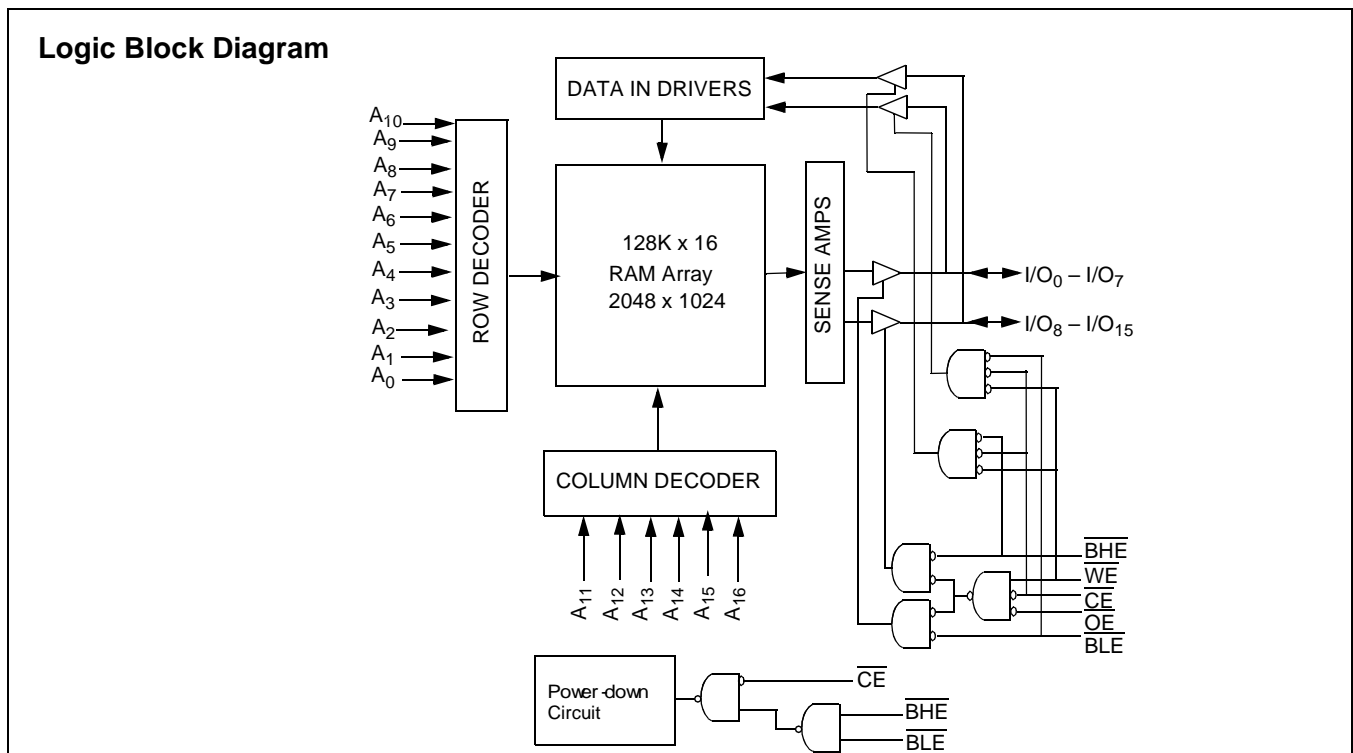 Logic Block Diagram
DATA IN DRIVERS
A10
A9
A8
A7
A6
A5
A4
A3
A2
A1
A0
ROW DECODER
128K x 16
RAM Array
2048 x 1024
SENSE AMPS
I/O0 – I/O7
I/O8 – I/O15
COLUMN DECODER
A11
A12
A13
A14
A15
A16
BHE
WE
CE
OE
BLE
Power-down
Circuit
CE
BHE
BLE